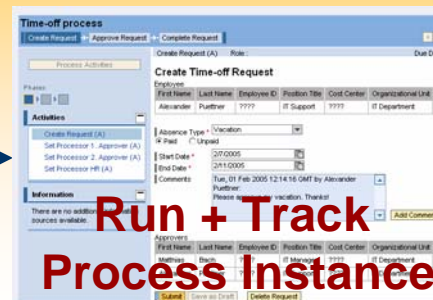 Time-off process
Create Request Approve Request Complete Request
Create Request (A) Role: Due D
Process Activities
Create Time-off Request
Phases
Employee
First Name Last Name Employee ID Position Title Cost Center Organizational Unit
Alexander Puettner ???? IT Support ???? IT Department
Activities
Create Request (A)
Set Processor 1. Approver (A)
Set Processor 2. Approver (A)
Set Processor HR (A)
Absence Type * Vacation
Paid Unpaid
Start Date * 2/7/2005
End Date * 2/11/2005
Comments Tue, 01 Feb 2005 12:14:16 GMT by Alexander
Puettner:
Please vacation. Thanks!
Add Comme
Information
There are no addition
sources available.
Run + Track
Approvers
First Name Last Name Employee ID Position Title Cost Center Organizational Unit
Matthias Bach ???? IT Manager ???? IT Department
Process Instance
Submit Save as Draft Delete Request